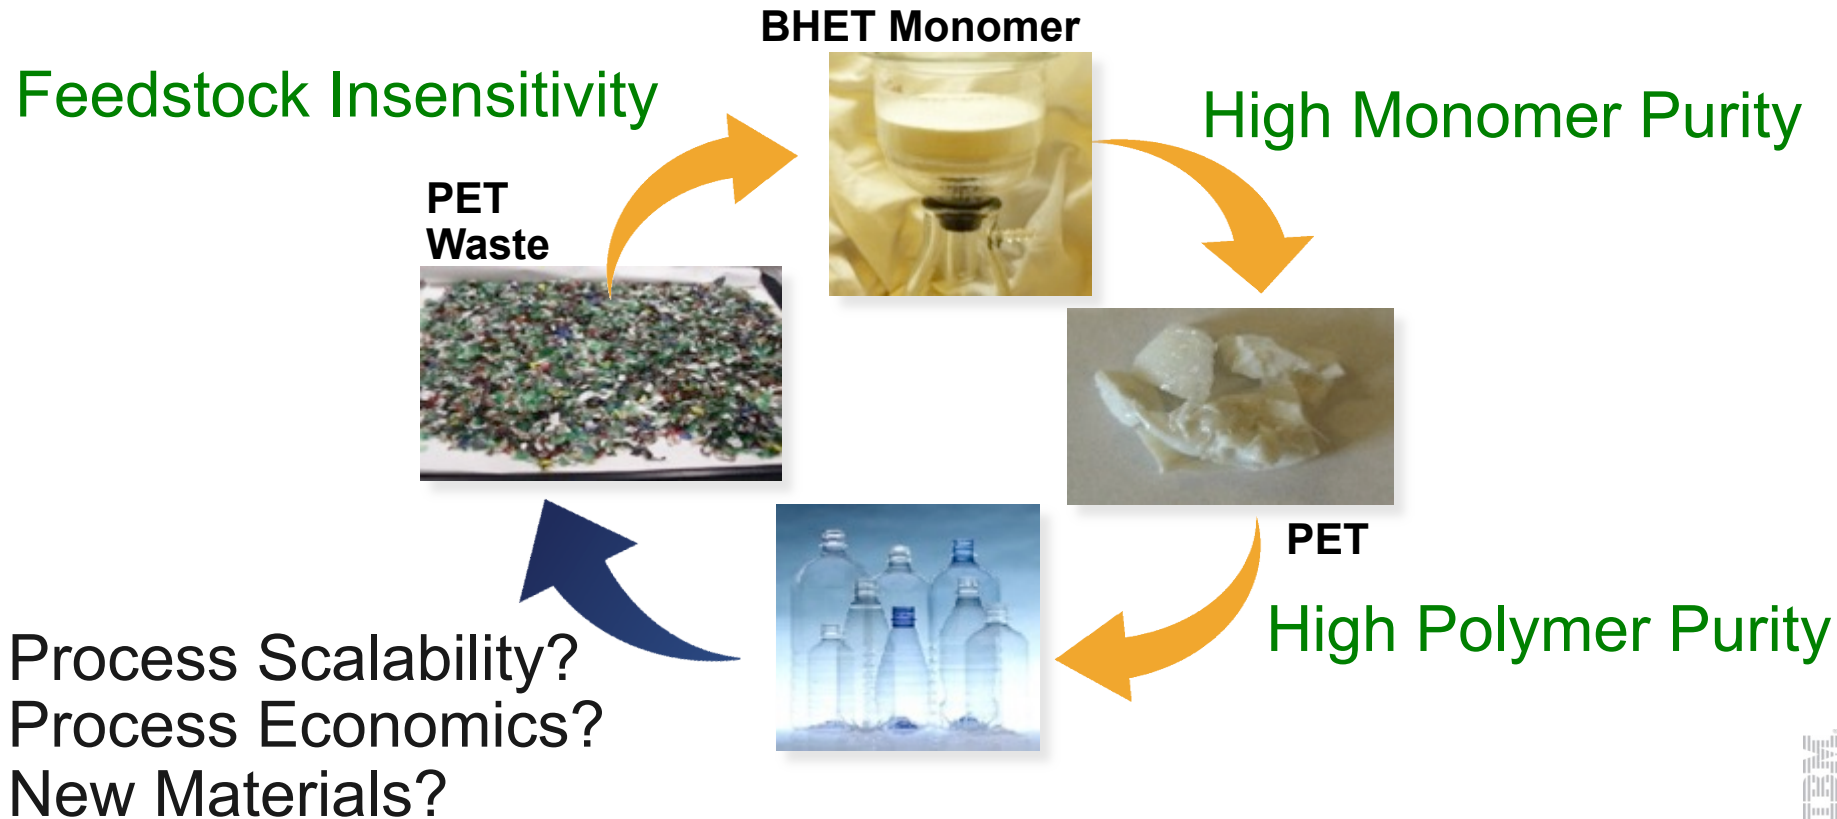 BHET Monomer
Feedstock Insensitivity
High Monomer Purity
PET
Waste
PET
High Polymer Purity
Process Scalability?
Process Economics?
New Materials?
IBM